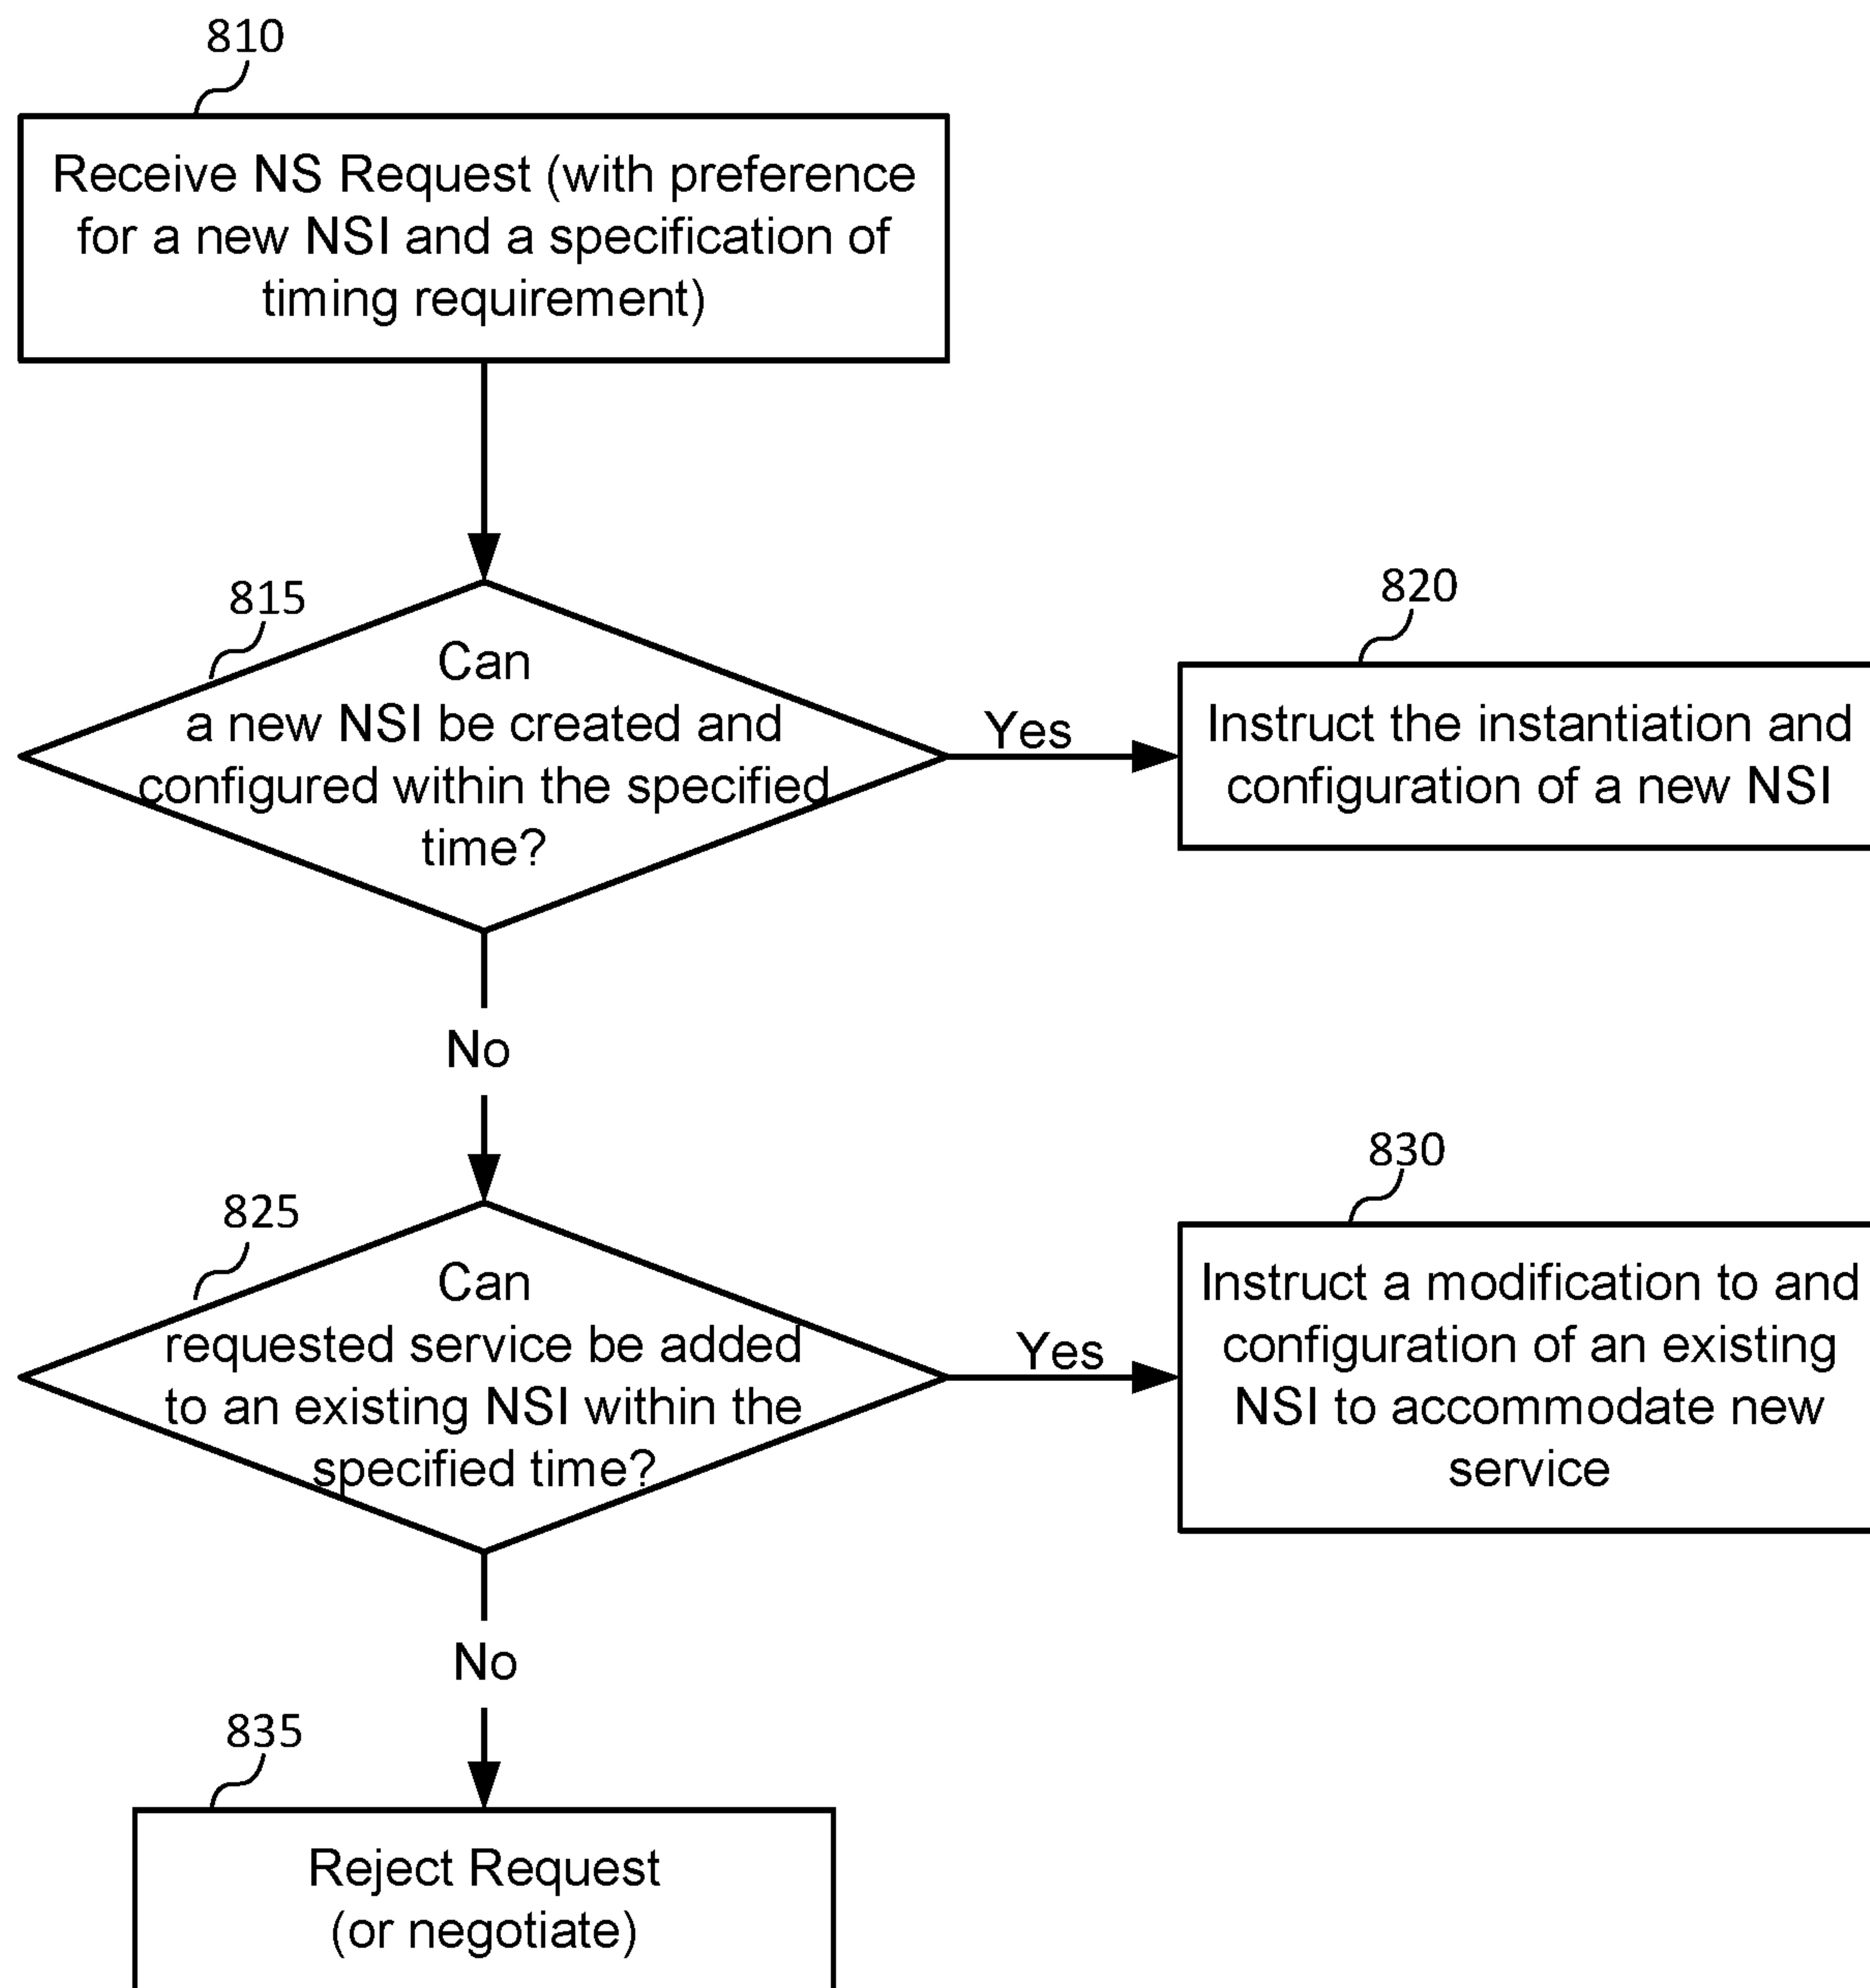 810
Receive NS Request (with preference
for a new NSI and a specification of
timing requirement)
815
Can
a new NSI be created and
configured within the specified
time?
Yes
820
Instruct the instantiation and
configuration of a new NSI
No
825
Can
requested service be added
to an existing NSI within the
specified time?
Yes
830
Instruct a modification to and
configuration of an existing
NSI to accommodate new
service
No
835
Reject Request
(or negotiate)